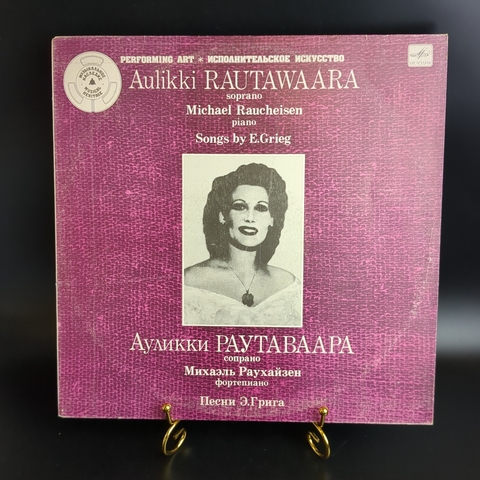 PERFORMING ART * ИСПОЛНИТЕЛЬСКОЕ ИСКУССТВО
Aulikki RAUTAWAARA
soprano
Michael Raucheisen
piano
Songs by E.Grieg
Ауликки РАУТАВААРА
сопрано
Михаэль Раухайзен
фортепиано
Песни Э.Грига